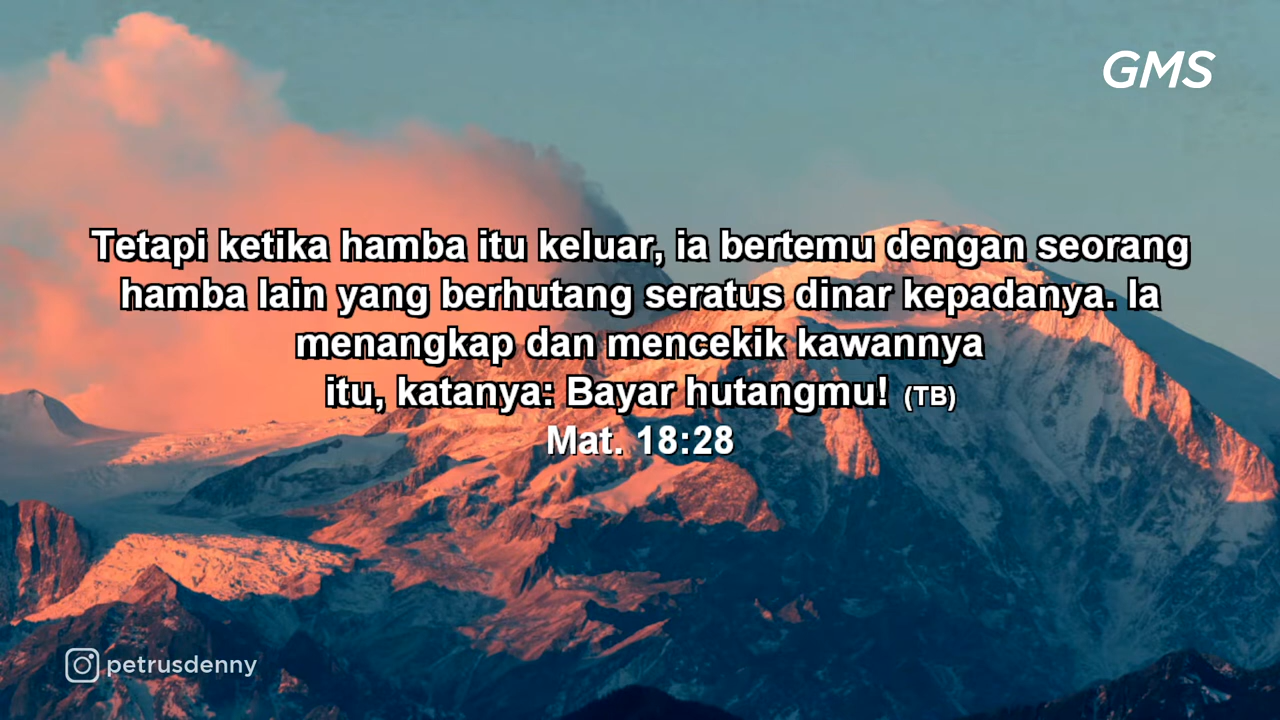 GMS
Tetapi ketika hamba itu keluar, ia bertemu dengan seorang
hamba lain yang berhutang seratus dinar kepadanya. Ia
menangkap dan mencekik kawannya
itu, katanya: Bayar hutangmu! (TB)
Mat. 18:28
petrusdenny